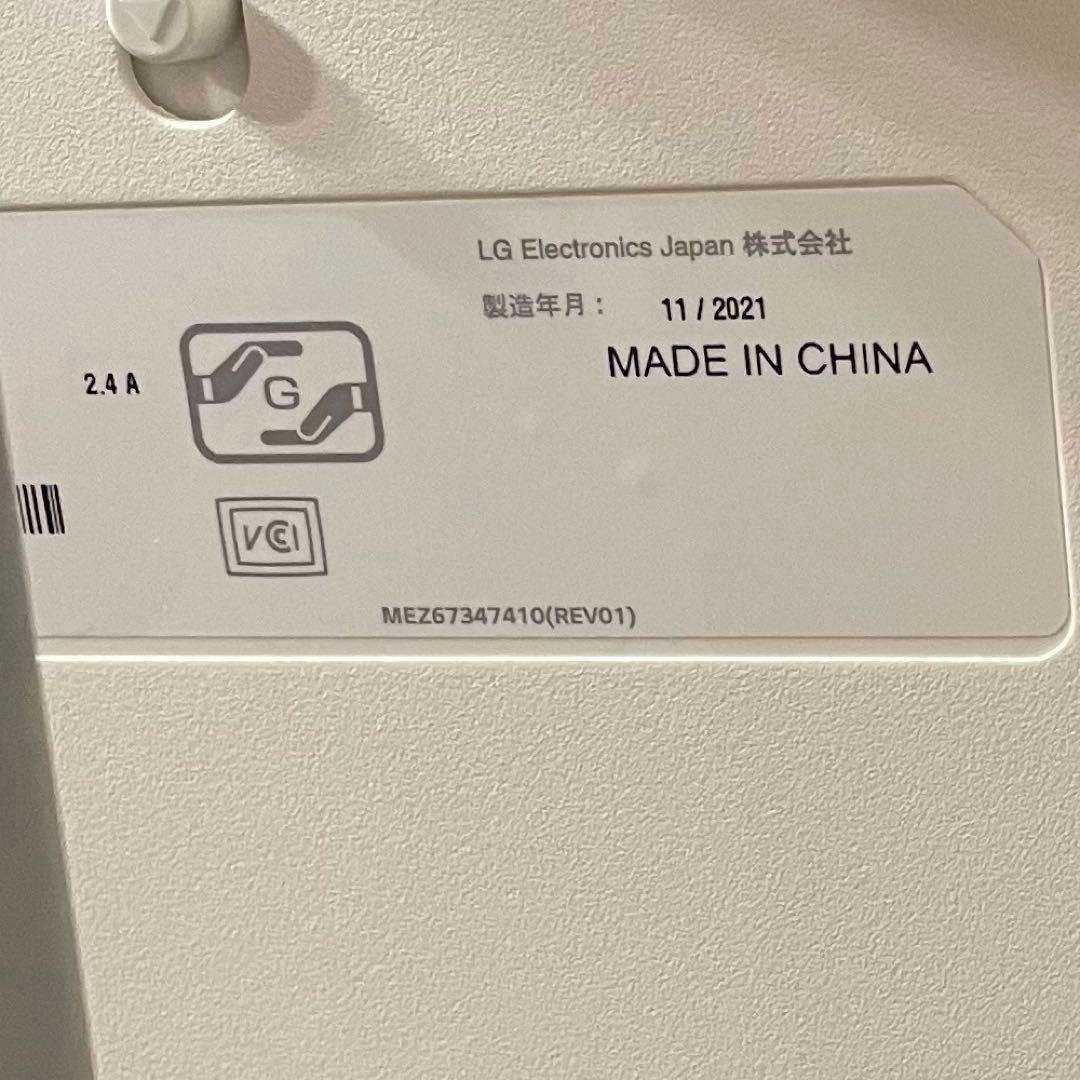 LG Electronics Japan 株式会社
製造年月： 11 / 2021
MADE IN CHINA
2.4 A
G
VCCI
MEZ67347410(REV01)